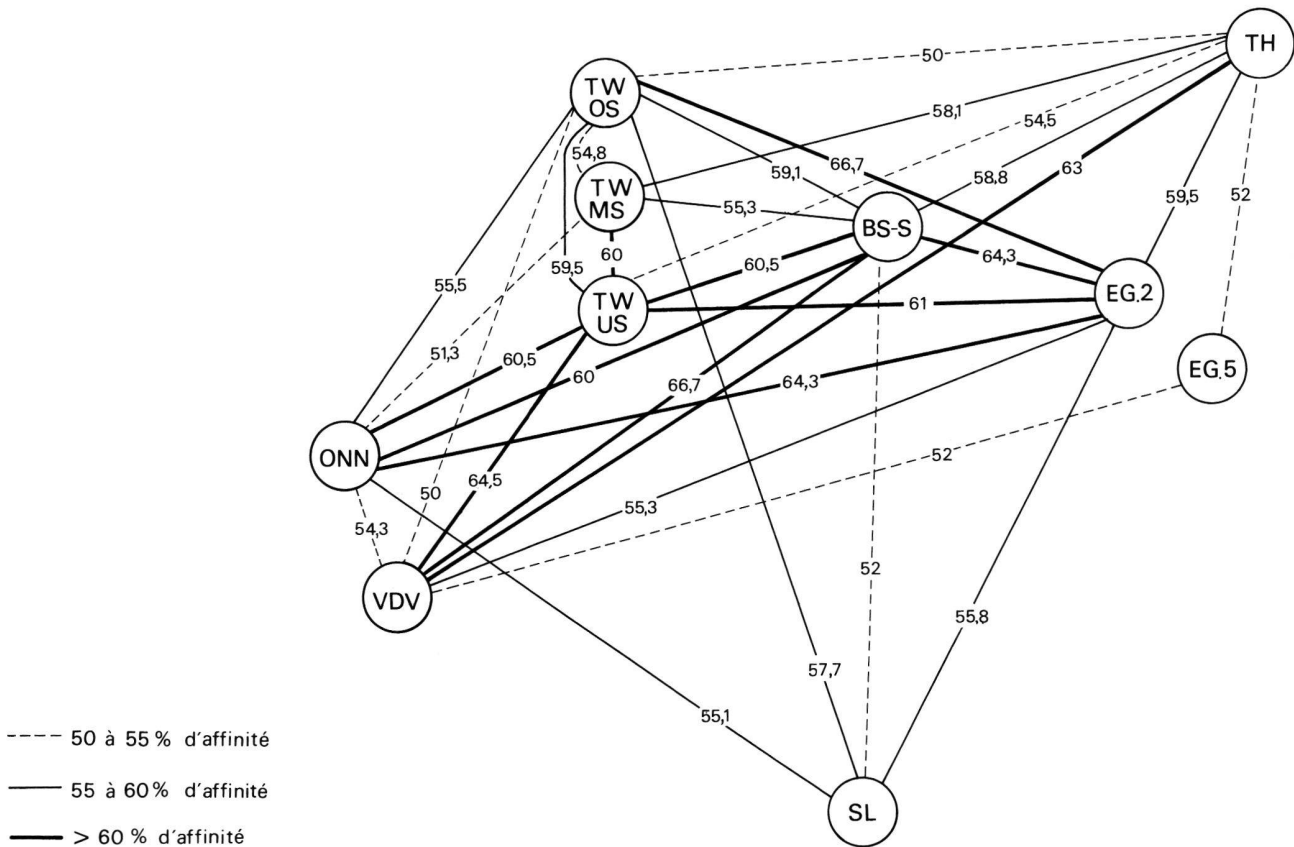 TH
50
TW
OS
58,1
54,5
54,8
66,7
59,1
63
58,8
TW
MS
59,5
52
55,3
BS-S
60
60,5
64,3
59,5
55,5
EG.2
TW
US
61
51,3
60,5
60
66,7
64,3
EG.5
ONN
52
64,5
50
55,3
54,3
52
VDV
55,8
57,7
55,1
50 à 55 % d'affinité
55 à 60 % d'affinité
> 60 % d'affinité
SL